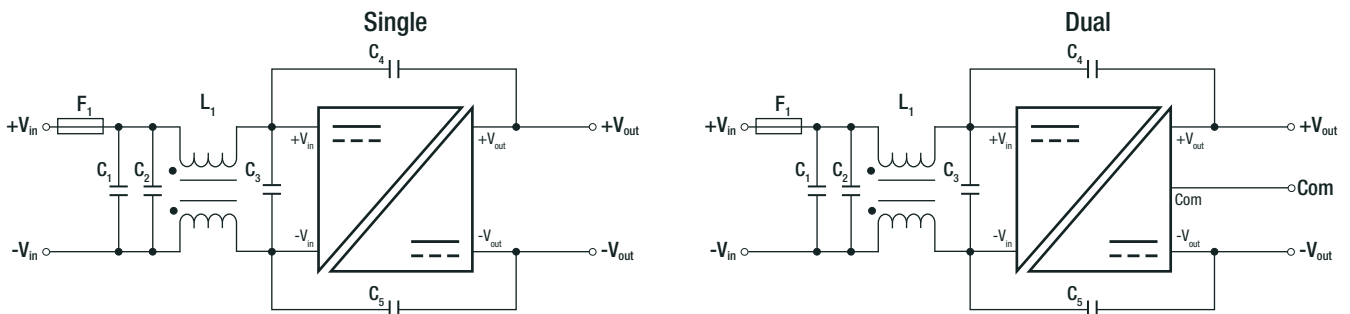 Single
C4
F1
L1
+Vin
+Vin
+Vout
+Vout
C1
C2
C3
-Vin
-Vin
-Vout
-Vout
C5
Dual
C4
F1
L1
+Vin
+Vin
+Vout
+Vout
C1
C2
C3
Com
Com
-Vin
-Vin
-Vout
-Vout
C5